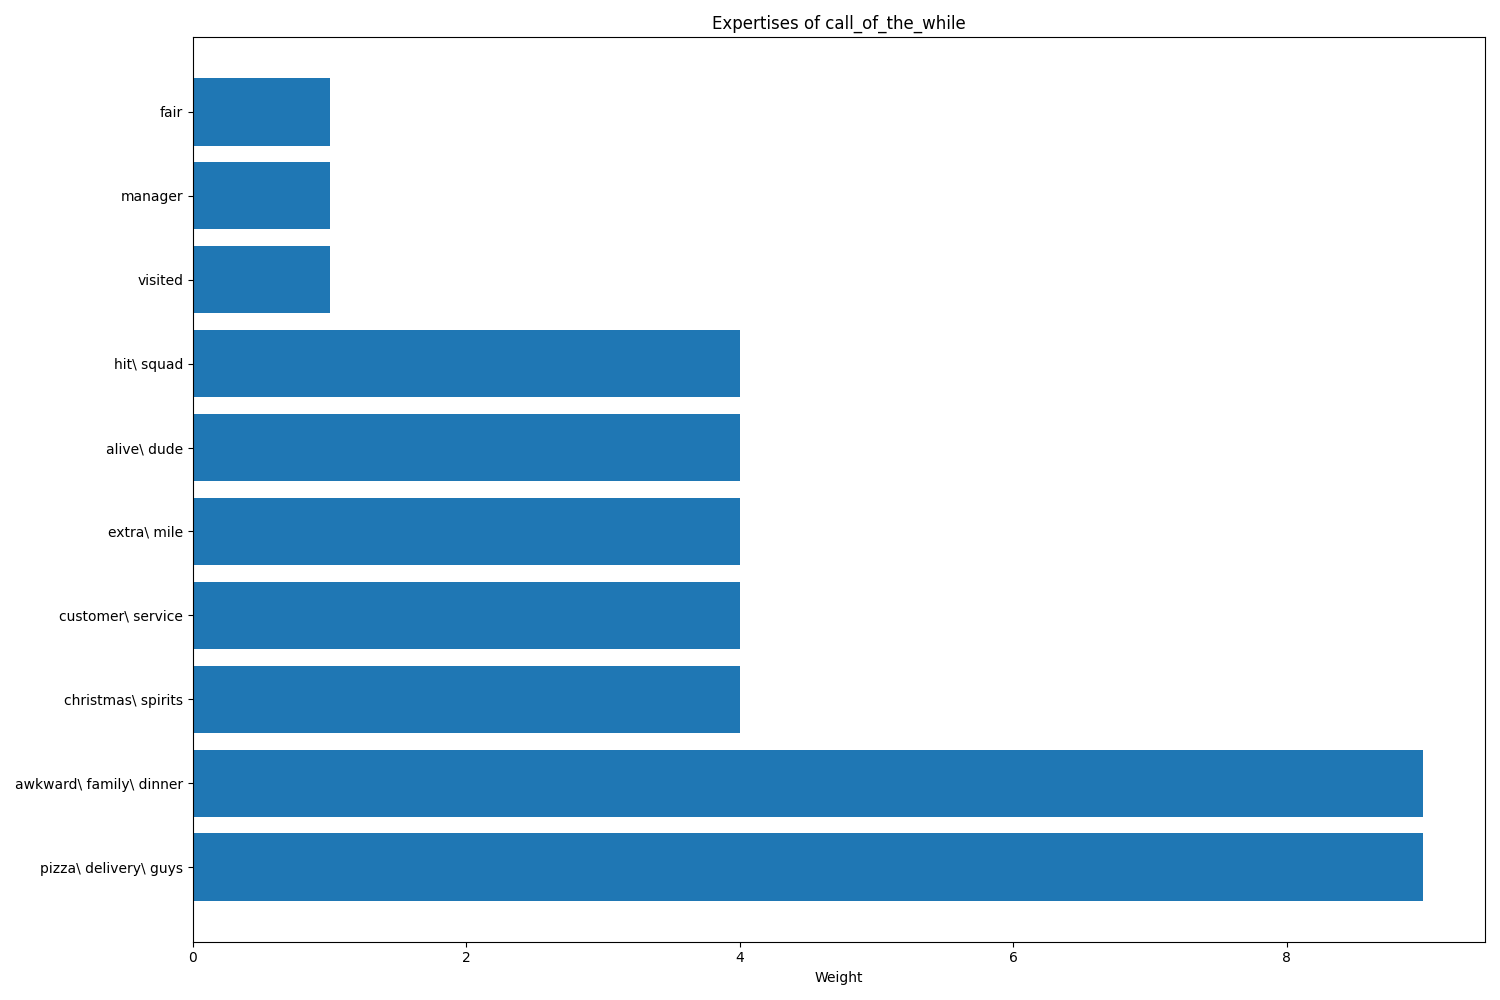 Expertises of call_of_the_while
fair
manager
visited
hit\ squad
alive\ dude
extra\ mile
customer\ service
christmas\ spirits
awkward\ family\ dinner
pizza\ delivery\ guys
0 2 4 6 8
Weight